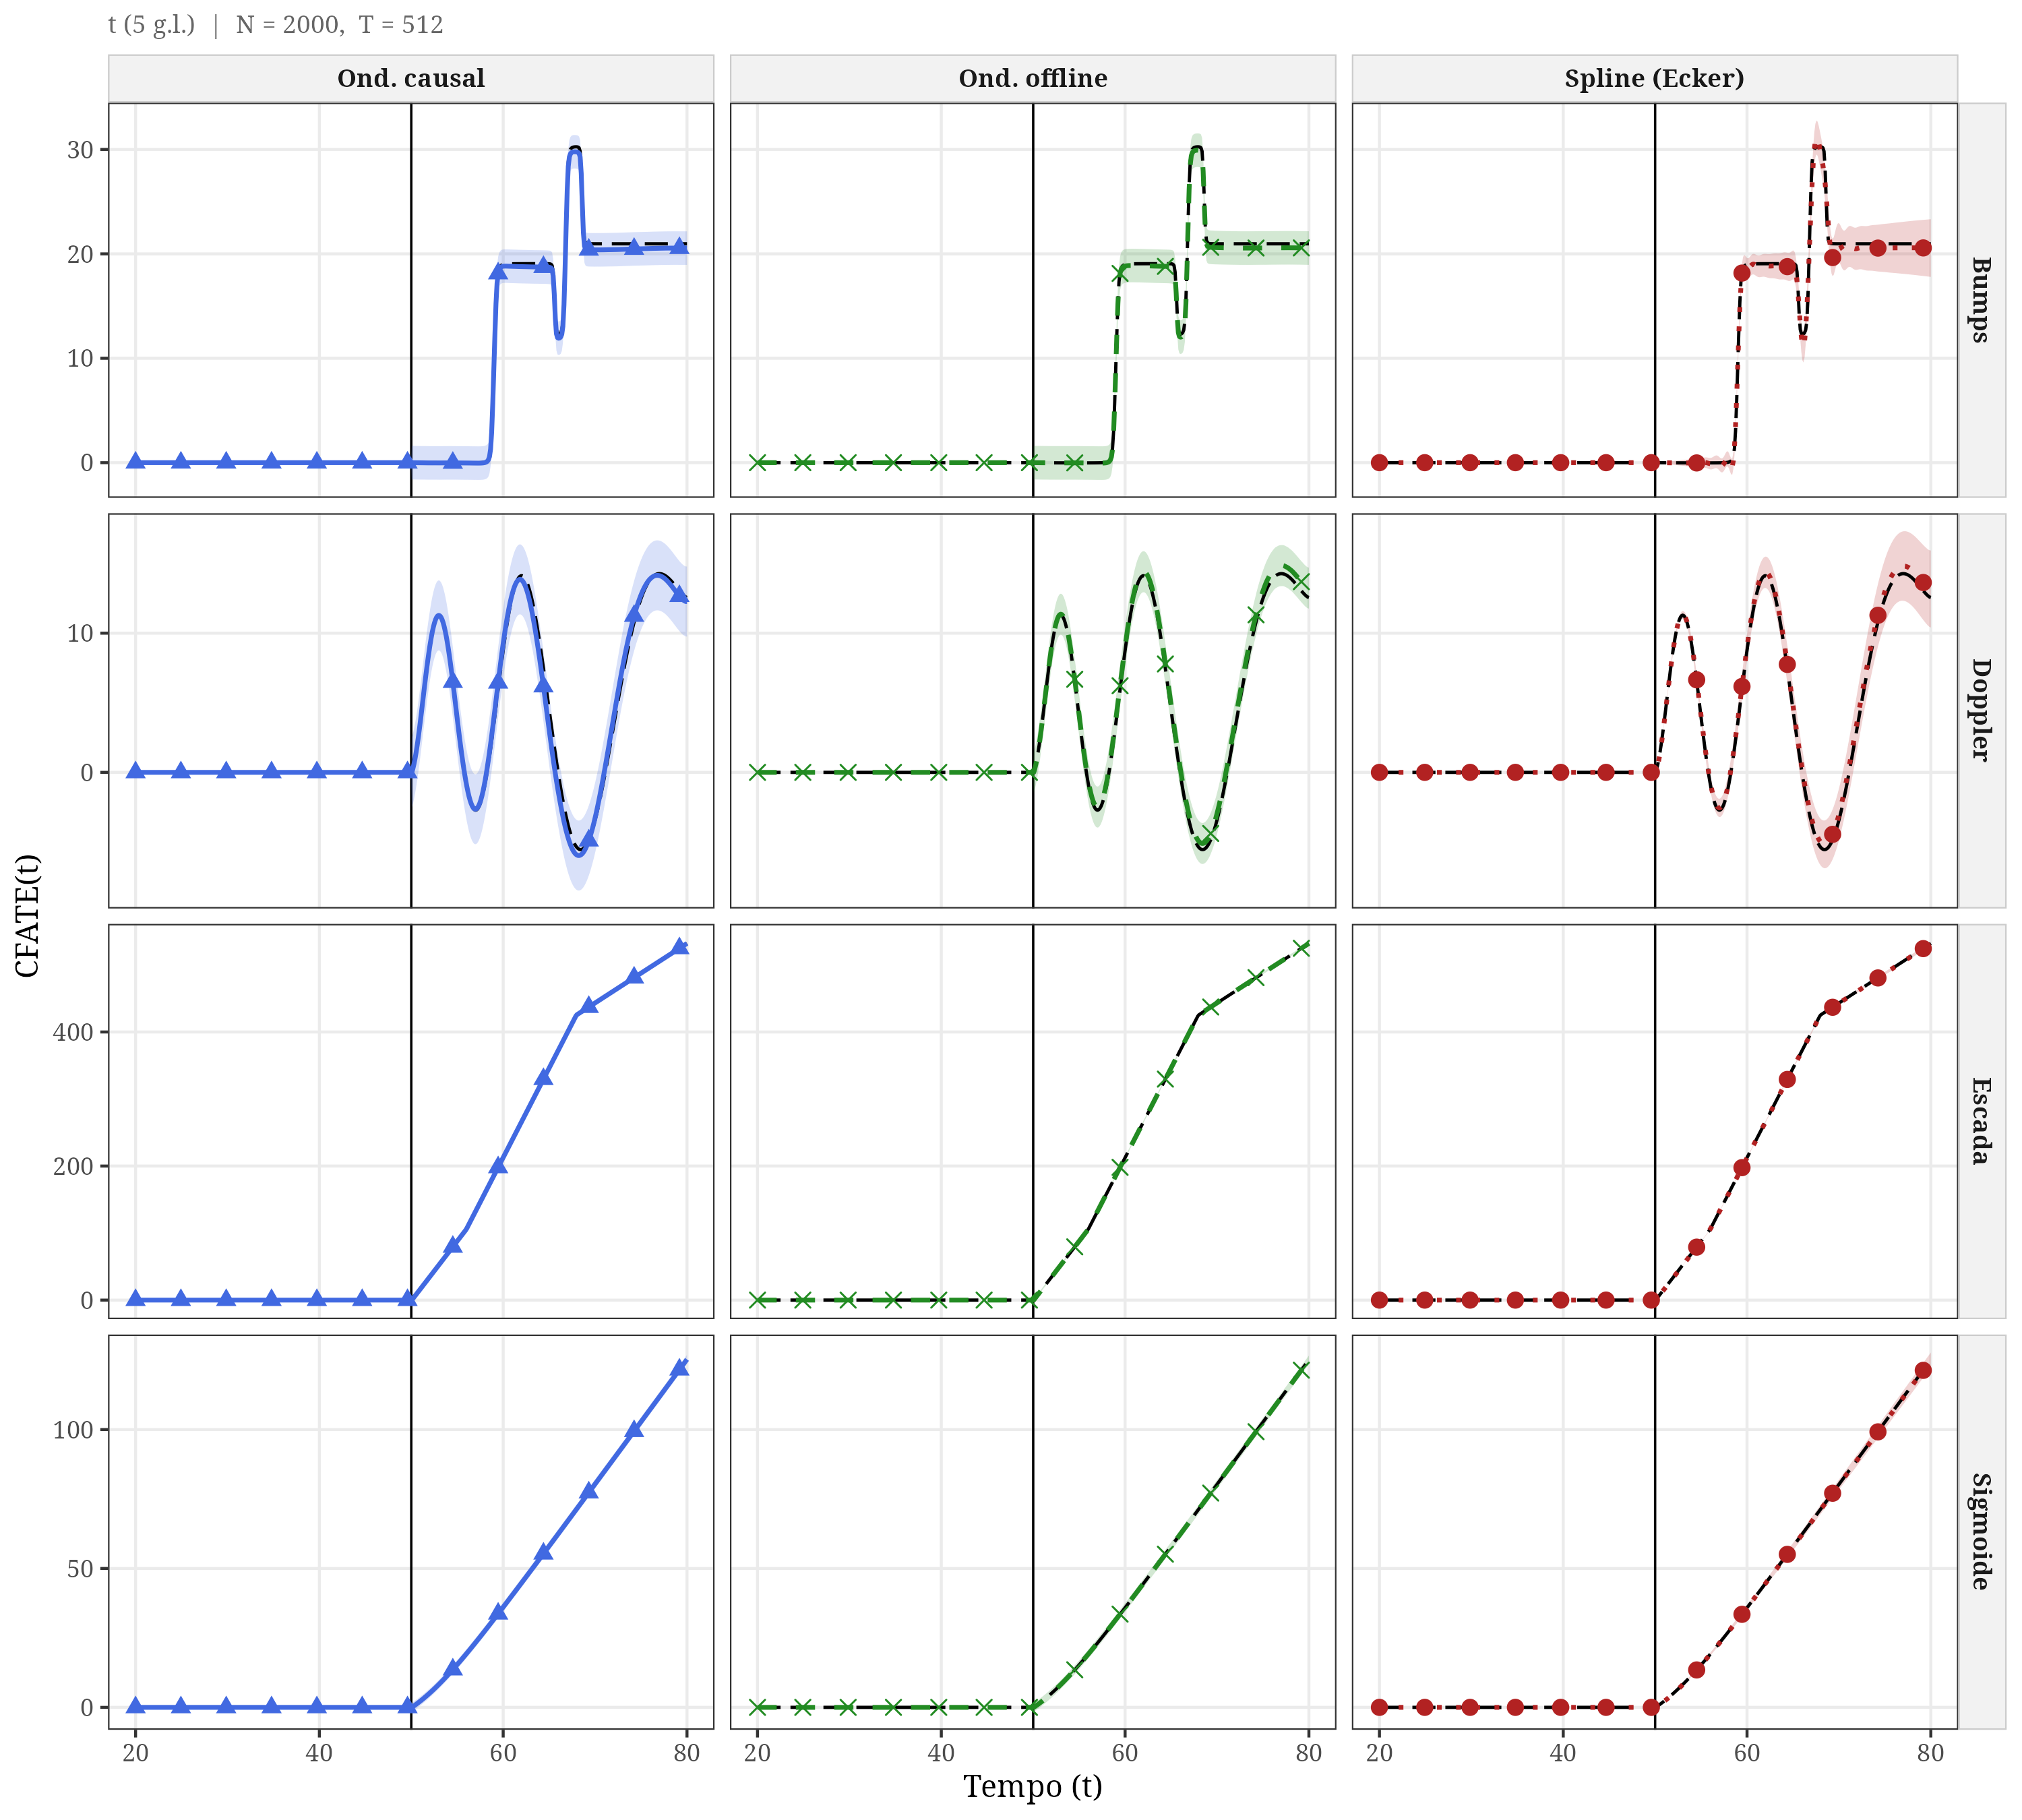 t (5 g.l.) | N = 2000, T = 512
Ond. causal
Ond. offline
Spline (Ecker)
30
20
10
0
Bumps
10
0
Doppler
CFATE(t)
400
200
0
Escada
100
50
0
Sigmoide
20 40 60 80 20 40 60 80 20 40 60 80
Tempo (t)